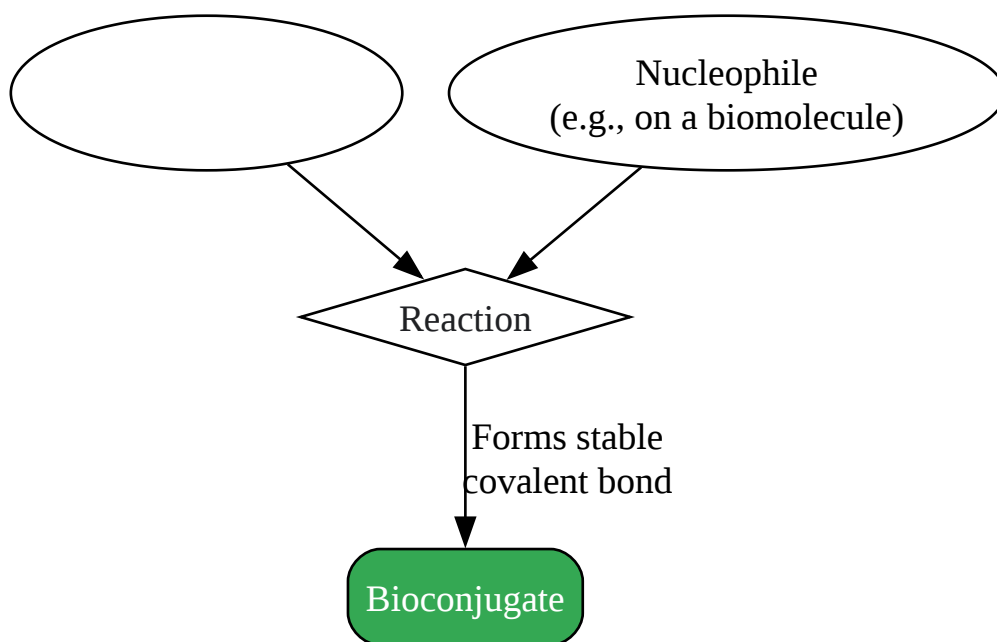 Nucleophile
(e.g., on a biomolecule)
Reaction
Forms stable
covalent bond
Bioconjugate